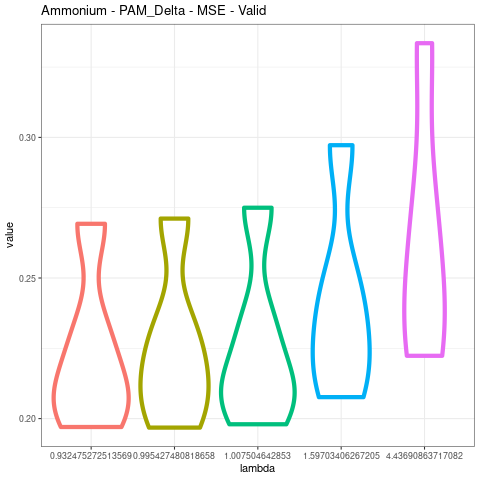 Ammonium - PAM_Delta - MSE - Valid
value
0.30
0.25
0.20
0.932475272513569 0.995427480818658 1.007504642853 1.59703406267205 4.43690863717082
lambda